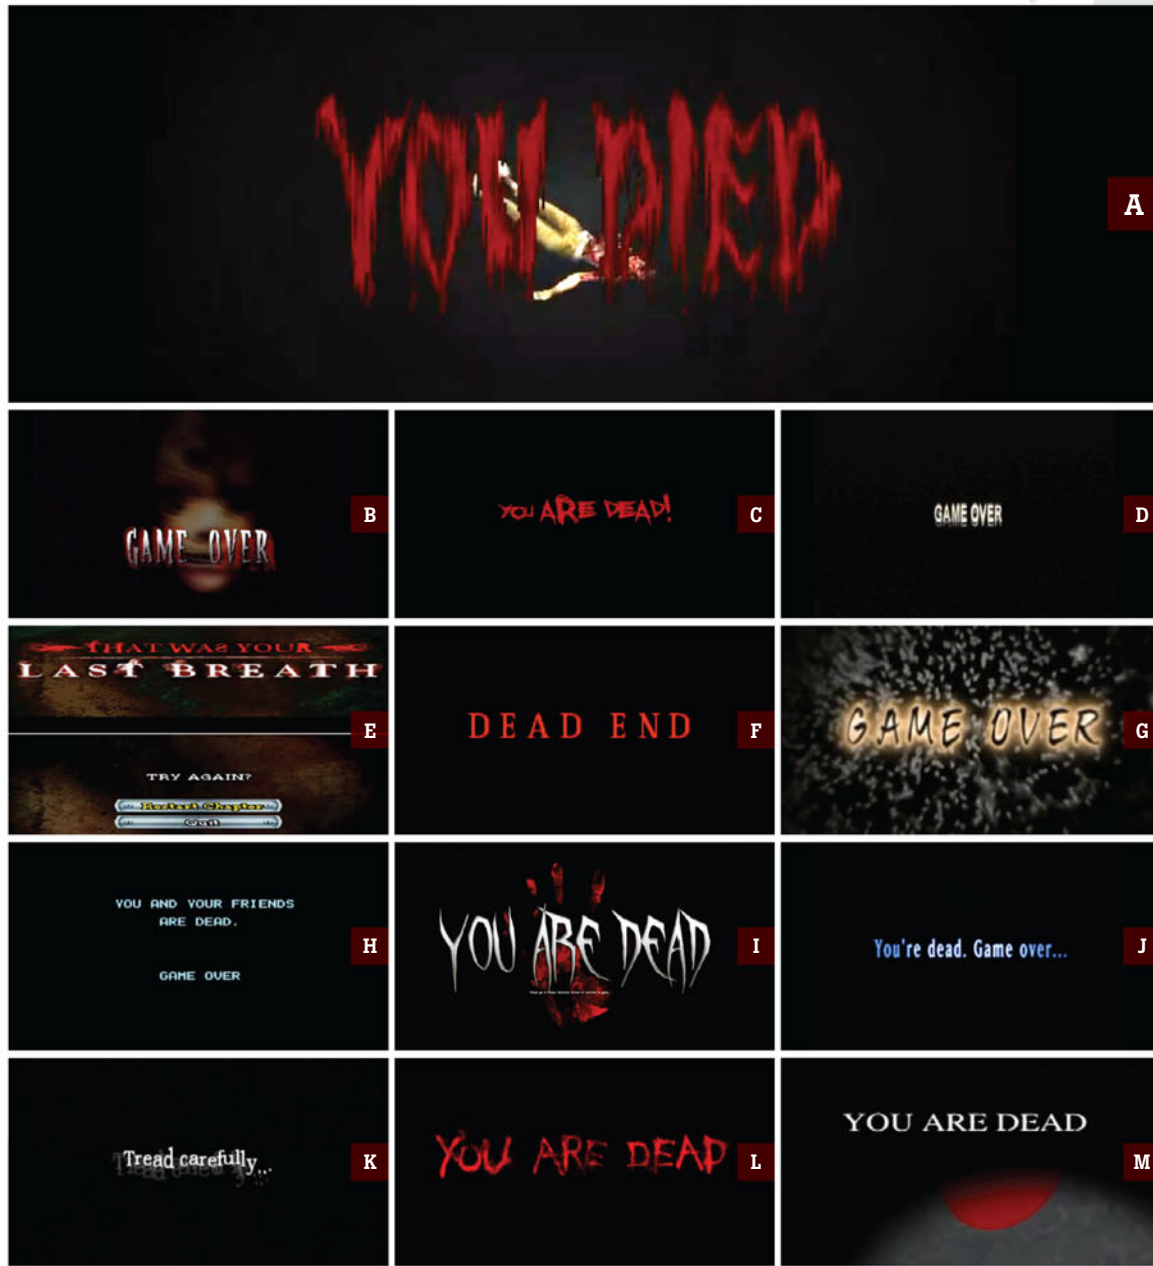 YOU DIED
A
GAME OVER
B
YOU ARE DEAD!
C
GAME OVER
D
THAT WAS YOUR
LAST BREATH
TRY AGAIN?
Restart Chapter
Quit
E
DEAD END
F
GAME OVER
G
YOU AND YOUR FRIENDS
ARE DEAD.
GAME OVER
H
YOU ARE DEAD
I
You're dead. Game over...
J
Tread carefully...
K
YOU ARE DEAD
L
YOU ARE DEAD
M